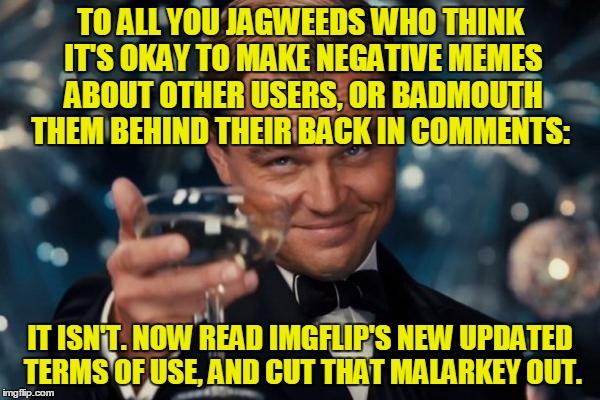 TO ALL YOU JAGWEEDS WHO THINK
IT'S OKAY TO MAKE NEGATIVE MEMES
ABOUT OTHER USERS, OR BADMOUTH
THEM BEHIND THEIR BACK IN COMMENTS:
IT ISN'T. NOW READ IMGFLIP'S NEW UPDATED
TERMS OF USE, AND CUT THAT MALARKEY OUT.
imgflip.com